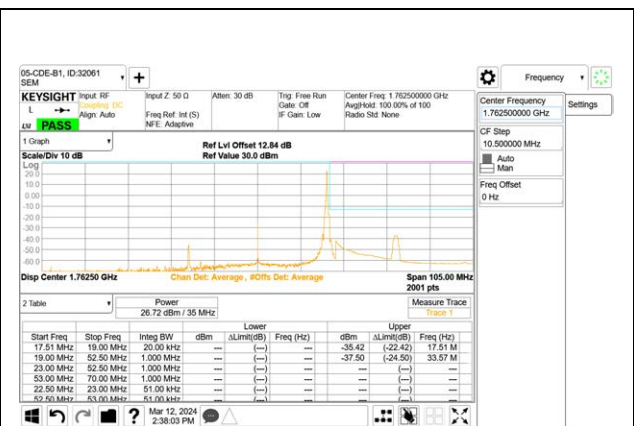 05-CDE-B1, ID:32061
SEM
Frequency
KEYSIGHT
L
PASS
Input: RF
Coupling: DC
Align: Auto
Input Z: 50 Ω
Freq Ref: Int (S)
NFE: Adaptive
Atten: 30 dB
Trig: Free Run
Gate: Off
IF Gain: Low
Center Freq: 1.762500000 GHz
Avg|Hold: 100.00% of 100
Radio Std: None
Center Frequency
1.762500000 GHz
Settings
CF Step
10.500000 MHz
Auto
Man
Freq Offset
0 Hz
1 Graph
Scale/Div 10 dB
Ref Lvl Offset 12.84 dB
Ref Value 30.0 dBm
Log
20.0
10.0
0.00
-10.0
-20.0
-30.0
-40.0
-50.0
-60.0
Disp Center 1.76250 GHz
Chan Det: Average , #Offs Det: Average
Span 105.00 MHz
2001 pts
2 Table
Power
26.72 dBm / 35 MHz
Measure Trace
Trace 1
Lower Upper
Start Freq Stop Freq Integ BW dBm ΔLimit(dB) Freq (Hz) dBm ΔLimit(dB) Freq (Hz)
17.51 MHz 19.00 MHz 20.00 kHz --- (---) --- -35.42 (-22.42) 17.51 M
19.00 MHz 52.50 MHz 1.000 MHz --- (---) --- -37.50 (-24.50) 33.57 M
23.00 MHz 52.50 MHz 1.000 MHz --- (---) --- --- (---) ---
53.00 MHz 70.00 MHz 1.000 MHz --- (---) --- --- (---) ---
22.50 MHz 23.00 MHz 51.00 kHz --- (---) --- --- (---) ---
52.50 MHz 53.00 MHz 51.00 kHz --- (---) --- --- (---) ---
Mar 12, 2024
2:38:03 PM